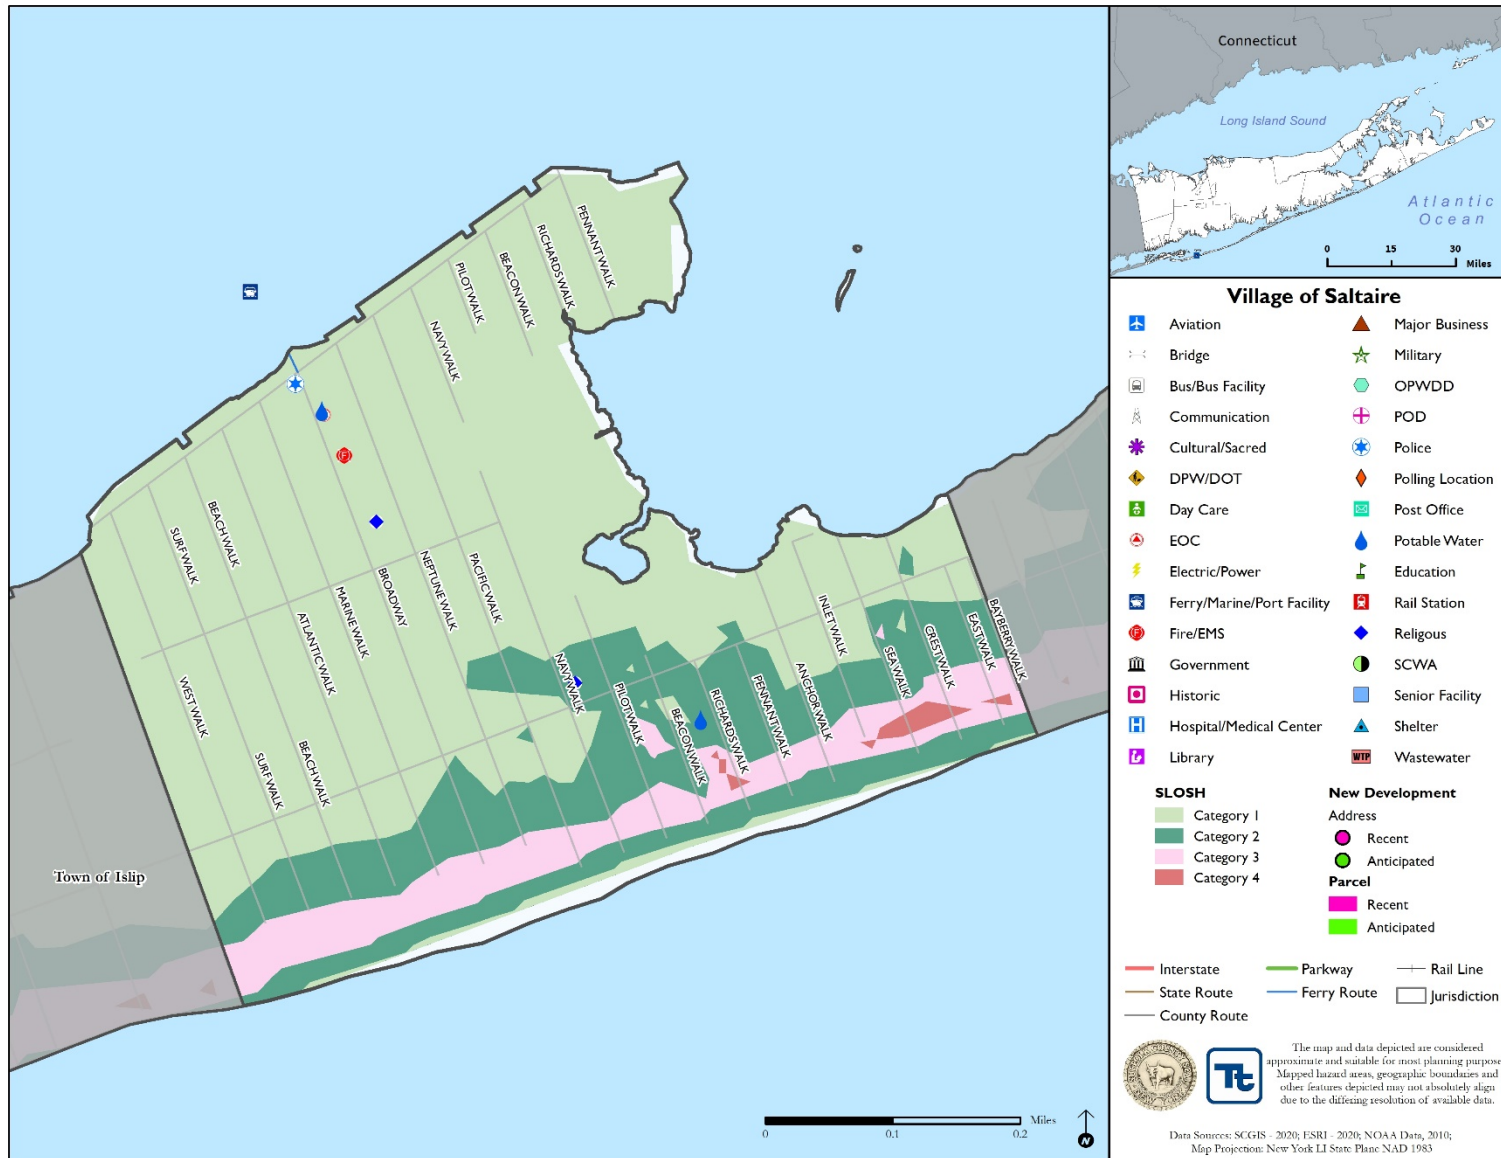 PENNANT WALK
RICHARDS WALK
BEACON WALK
PILOT WALK
NAVY WALK
BEACH WALK
SURF WALK
PACIFIC WALK
NEPTUNE WALK
BROADWAY
MARINE WALK
ATLANTIC WALK
WEST WALK
SURF WALK
BEACH WALK
NAVY WALK
PILOT WALK
BEACON WALK
RICHARDS WALK
PENNANT WALK
ANCHOR WALK
INLET WALK
SEA WALK
CREST WALK
EAST WALK
BAYBERRY WALK
Town of Islip
Miles
0 0.1 0.2
N
Connecticut
Long Island Sound
Atlantic
Ocean
0 15 30
Miles
Village of Saltaire
Aviation
Bridge
Bus/Bus Facility
Communication
Cultural/Sacred
DPW/DOT
Day Care
EOC
Electric/Power
Ferry/Marine/Port Facility
F Fire/EMS
Government
Historic
H Hospital/Medical Center
Library
Major Business
Military
OPWDD
POD
Police
Polling Location
Post Office
Potable Water
Education
Rail Station
Religous
SCWA
Senior Facility
Shelter
WTP Wastewater
SLOSH
Category 1
Category 2
Category 3
Category 4
New Development
Address
Recent
Anticipated
Parcel
Recent
Anticipated
Interstate
State Route
County Route
Parkway
Ferry Route
Rail Line
Jurisdiction
Tt
The map and data depicted are considered
approximate and suitable for most planning purpose
Mapped hazard areas, geographic boundaries and
other features depicted may not absolutely align
due to the differing resolution of available data.
Data Sources: SCGIS - 2020; ESRI - 2020; NOAA Data, 2010;
Map Projection: New York LI State Plane NAD 1983